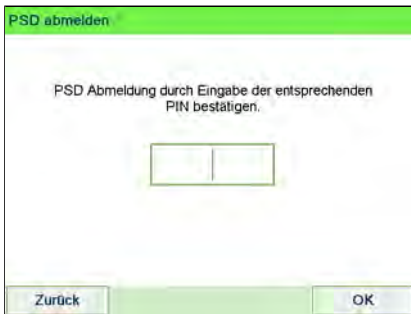 PSD abmelden
PSD Abmeldung durch Eingabe der entsprechenden
PIN bestätigen.
Zurück
OK